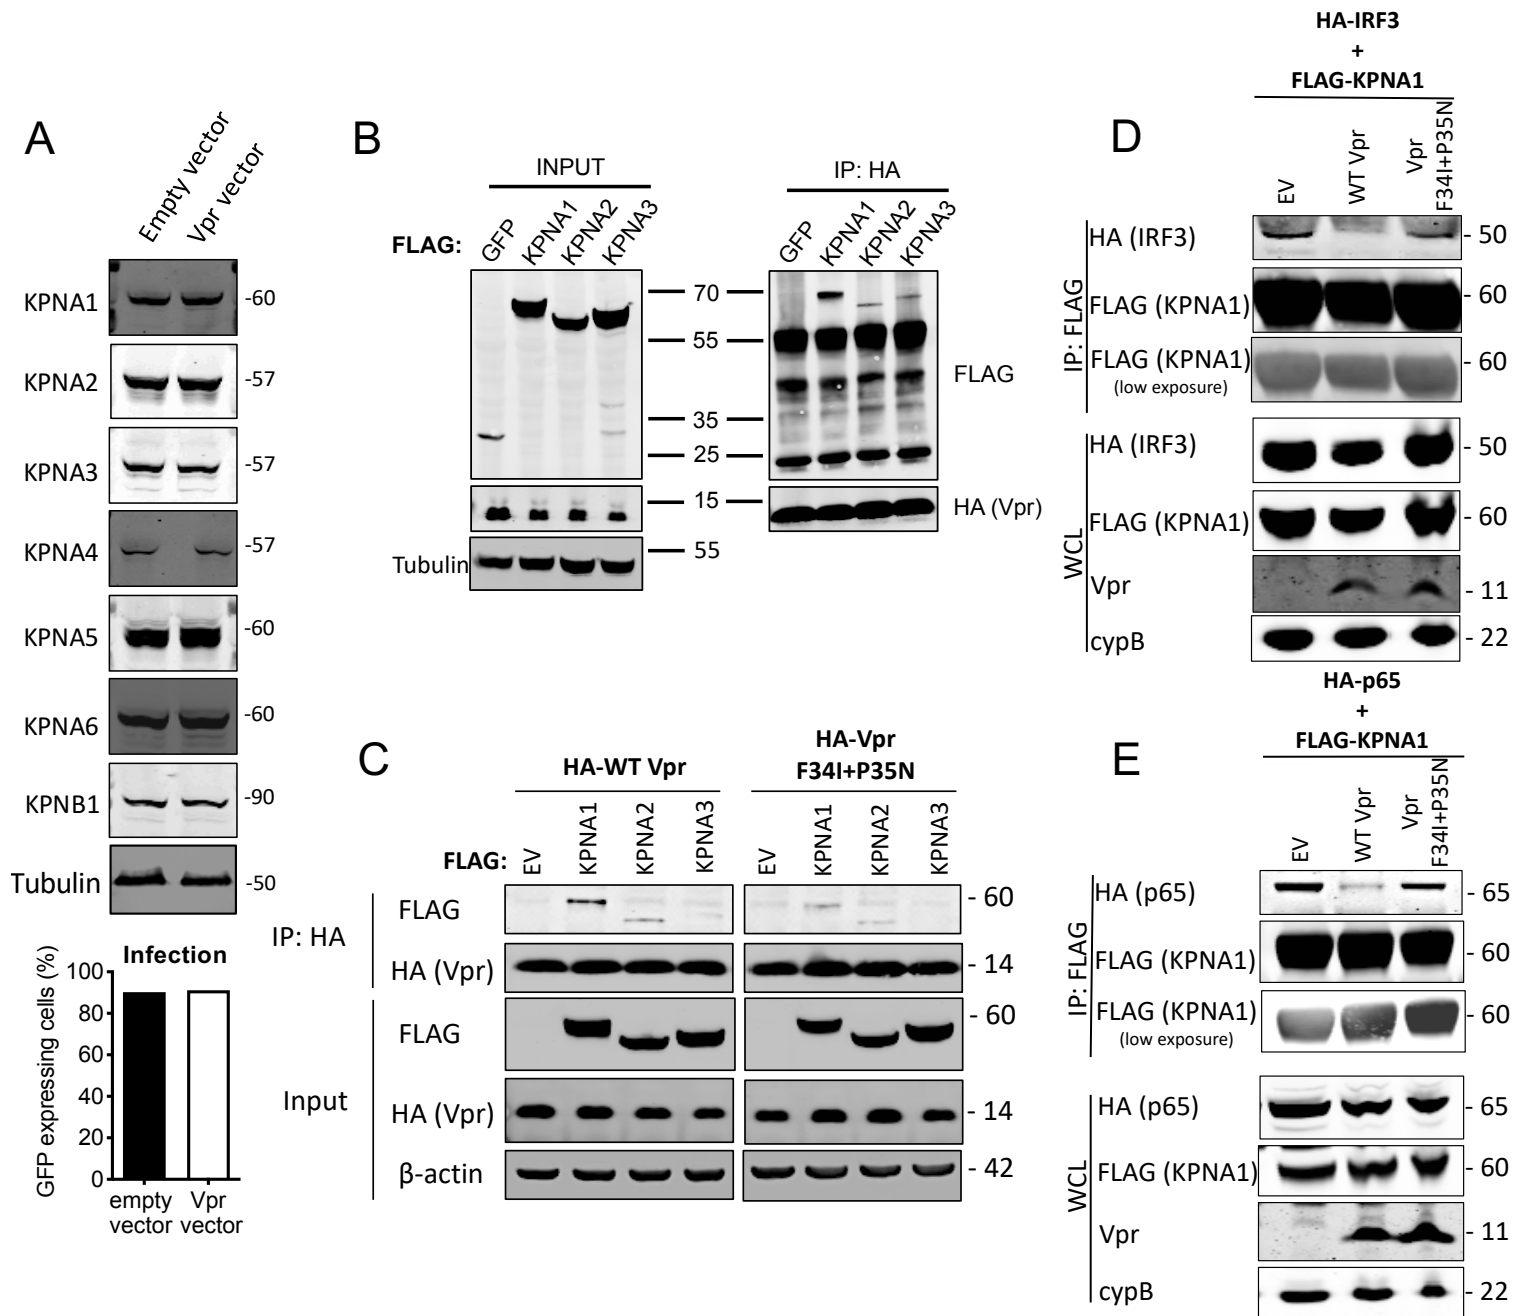 A
Empty vector
Vpr vector
KPNA1
-60
KPNA2
-57
KPNA3
-57
KPNA4
-57
KPNA5
-60
KPNA6
-60
KPNB1
-90
Tubulin
-50
Infection
GFP expressing cells (%)
100
80
60
40
20
0
empty vector
Vpr vector
B
INPUT
IP: HA
FLAG:
GFP
KPNA1
KPNA2
KPNA3
GFP
KPNA1
KPNA2
KPNA3
70
55
35
25
15
55
FLAG
HA (Vpr)
Tubulin
C
HA-WT Vpr
HA-Vpr
F34I+P35N
FLAG:
EV
KPNA1
KPNA2
KPNA3
EV
KPNA1
KPNA2
KPNA3
IP: HA
FLAG
- 60
HA (Vpr)
- 14
Input
FLAG
- 60
HA (Vpr)
- 14
β-actin
- 42
D
HA-IRF3
+
FLAG-KPNA1
EV
WT Vpr
Vpr
F34I+P35N
IP: FLAG
HA (IRF3)
- 50
FLAG (KPNA1)
- 60
FLAG (KPNA1)
(low exposure)
- 60
WCL
HA (IRF3)
- 50
FLAG (KPNA1)
- 60
Vpr
- 11
cypB
- 22
E
HA-p65
+
FLAG-KPNA1
EV
WT Vpr
Vpr
F34I+P35N
IP: FLAG
HA (p65)
- 65
FLAG (KPNA1)
- 60
FLAG (KPNA1)
(low exposure)
- 60
WCL
HA (p65)
- 65
FLAG (KPNA1)
- 60
Vpr
- 11
cypB
- 22